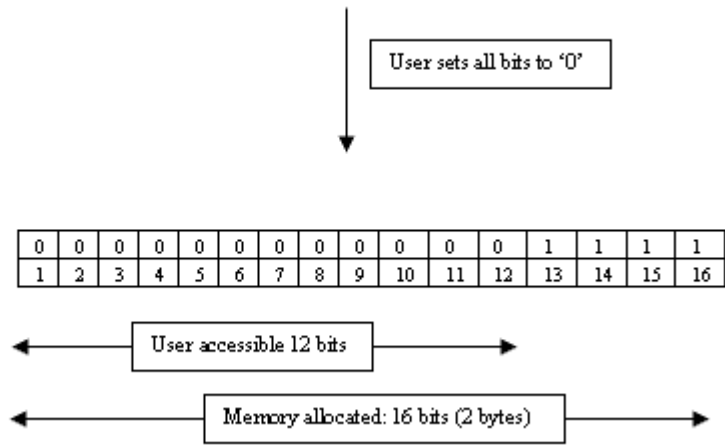 User sets all bits to ‘0’
0 0 0 0 0 0 0 0 0 0 0 0 1 1 1 1
1 2 3 4 5 6 7 8 9 10 11 12 13 14 15 16
User accessible 12 bits
Memory allocated: 16 bits (2 bytes)